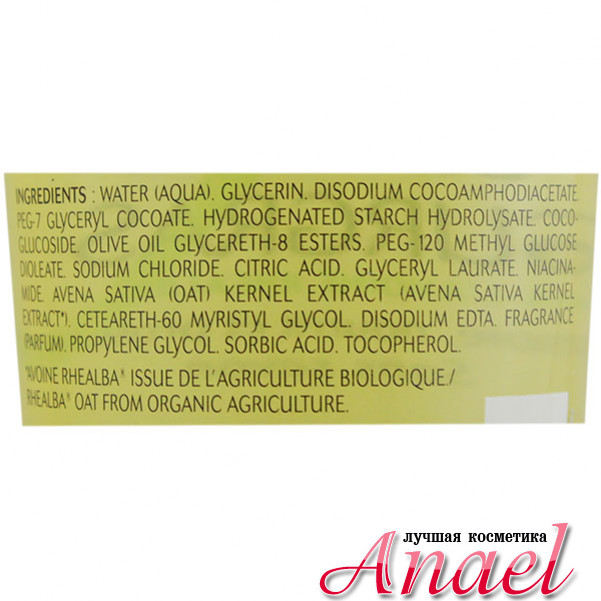 INGREDIENTS : WATER (AQUA). GLYCERIN. DISODIUM COCOAMPHODIACETATE.
PEG-7 GLYCERYL COCOATE. HYDROGENATED STARCH HYDROLYSATE. COCO-
GLUCOSIDE. OLIVE OIL GLYCERETH-8 ESTERS. PEG-120 METHYL GLUCOSE
DIOLEATE. SODIUM CHLORIDE. CITRIC ACID. GLYCERYL LAURATE. NIACINA-
MIDE. AVENA SATIVA (OAT) KERNEL EXTRACT (AVENA SATIVA KERNEL
EXTRACT*). CETEARETH-60 MYRISTYL GLYCOL. DISODIUM EDTA. FRAGRANCE
(PARFUM). PROPYLENE GLYCOL. SORBIC ACID. TOCOPHEROL.
*AVOINE RHEALBA* ISSUE DE L'AGRICULTURE BIOLOGIQUE./
RHEALBA* OAT FROM ORGANIC AGRICULTURE.
лучшая косметика
Anael